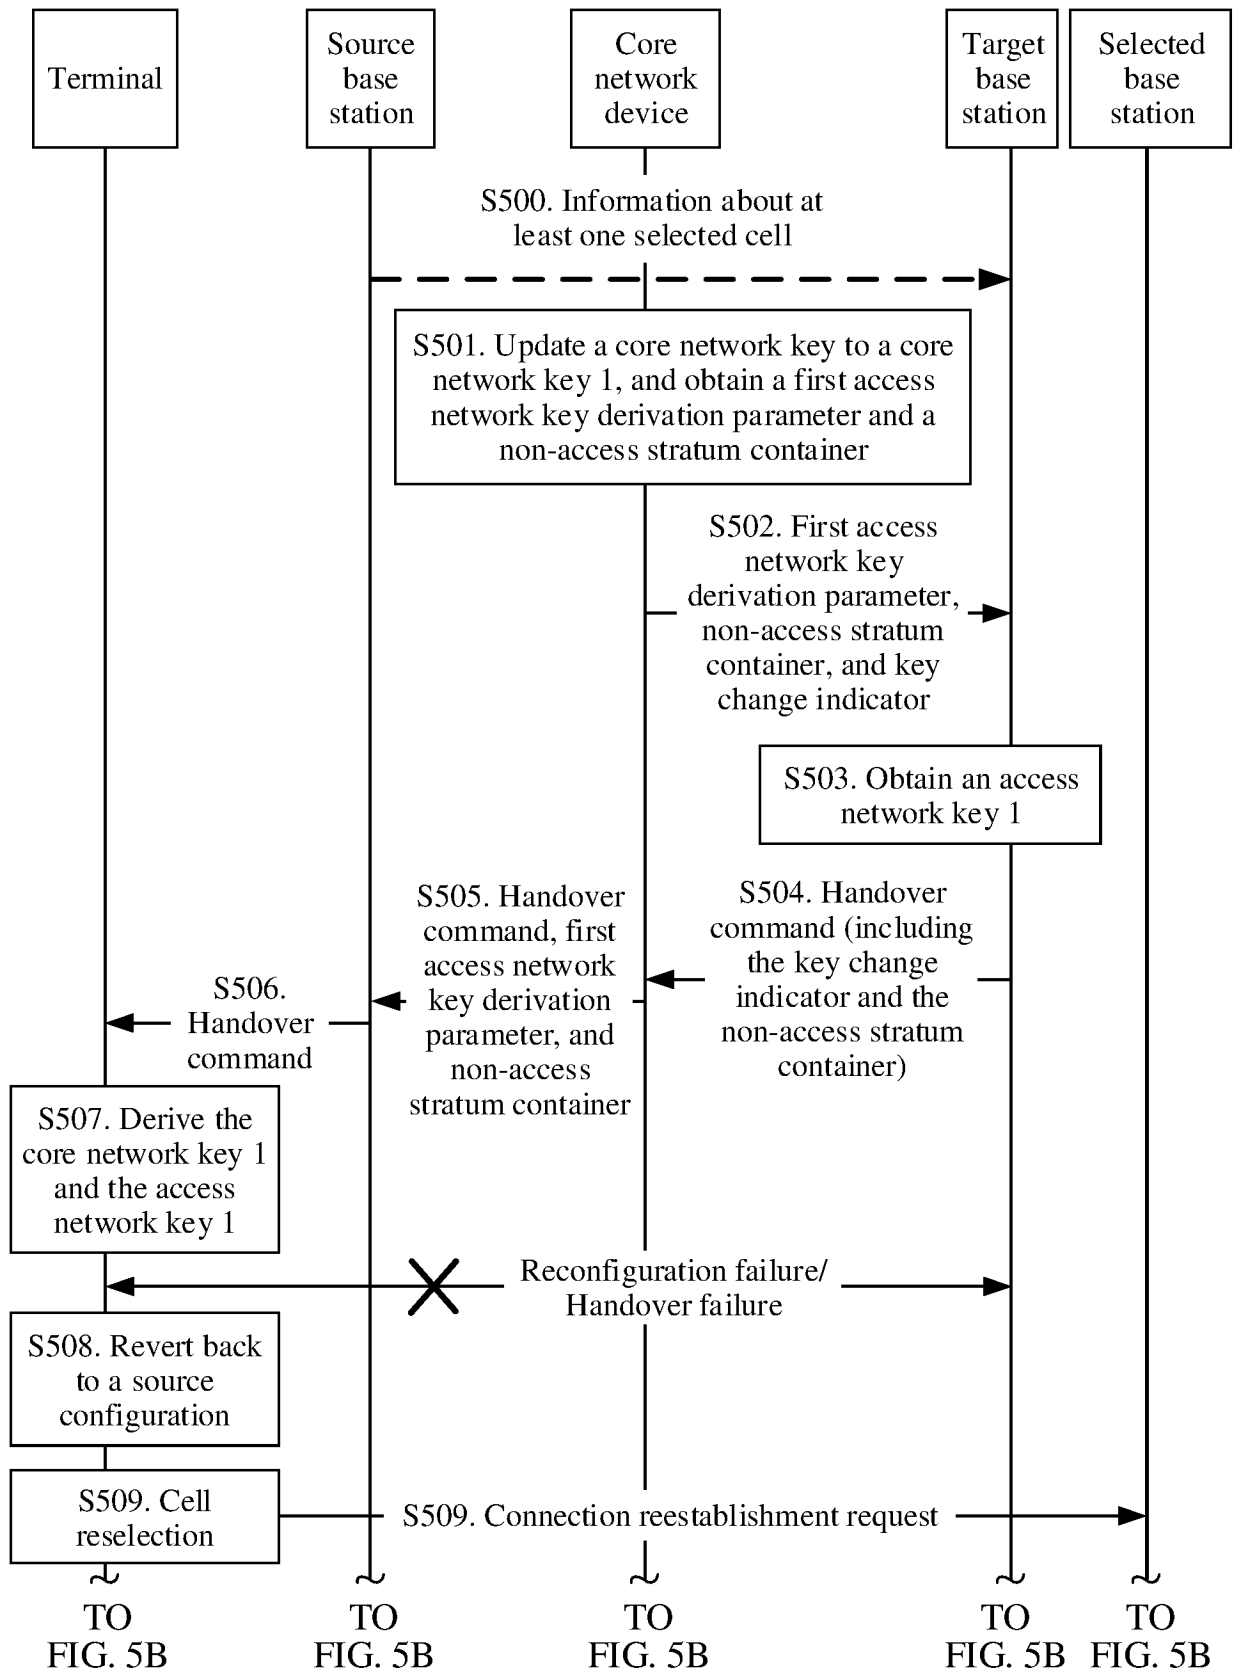 Terminal
Source
base
station
Core
network
device
Target
base
station
Selected
base
station
S500. Information about at
least one selected cell
S501. Update a core network key to a core
network key 1, and obtain a first access
network key derivation parameter and a
non-access stratum container
S502. First access
network key
derivation parameter,
non-access stratum
container, and key
change indicator
S503. Obtain an access
network key 1
S504. Handover
command (including
the key change
indicator and the
non-access stratum
container)
S505. Handover
command, first
access network
key derivation
parameter, and
non-access
stratum container
S506.
Handover
command
S507. Derive the
core network key 1
and the access
network key 1
Reconfiguration failure/
Handover failure
S508. Revert back
to a source
configuration
S509. Cell
reselection
S509. Connection reestablishment request
TO
FIG. 5B
TO
FIG. 5B
TO
FIG. 5B
TO
FIG. 5B
TO
FIG. 5B